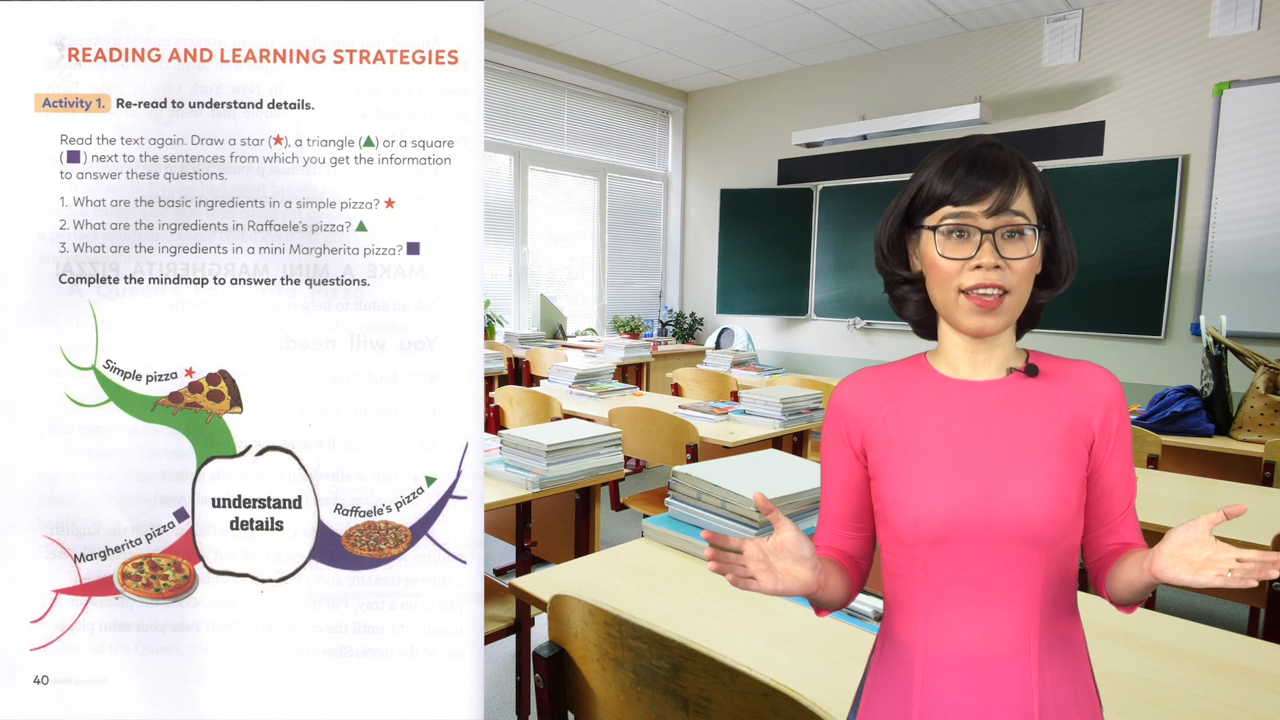 READING AND LEARNING STRATEGIES
Activity 1. Re-read to understand details.
Read the text again. Draw a star (★), a triangle (▲) or a square
(■) next to the sentences from which you get the information
to answer these questions.
1. What are the basic ingredients in a simple pizza? ★
2. What are the ingredients in Raffaele's pizza? ▲
3. What are the ingredients in a mini Margherita pizza? ■
Complete the mindmap to answer the questions.
Simple pizza ★
understand
details
Raffaele's pizza ▲
Margherita pizza ■
40